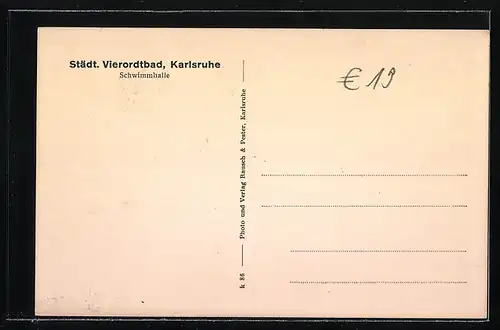 Städt. Vierordtbad, Karlsruhe
Schwimmhalle
€ 19
k 86 — Photo und Verlag Rausch & Pester, Karlsruhe